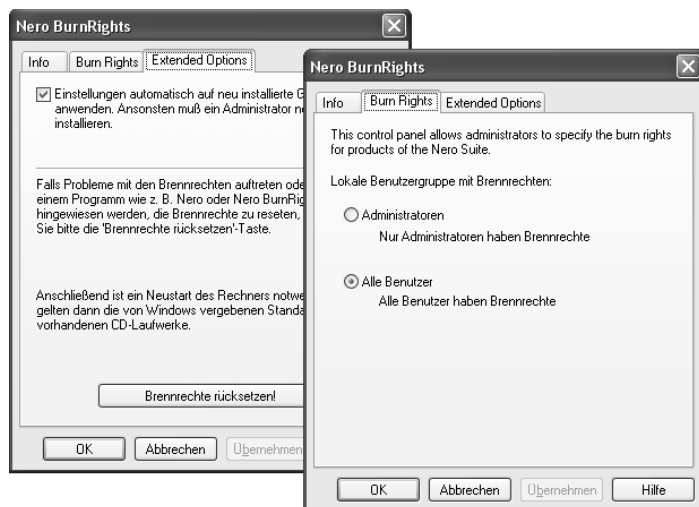 Nero BurnRights
Info
Burn Rights
Extended Options
Einstellungen automatisch auf neu installierte
anwenden. Ansonsten muß ein Administrator
installieren.
Falls Probleme mit den Brennrechten auftreten
einem Programm wie z. B. Nero oder Nero
hingewiesen werden, die Brennrechte zu reseten,
Sie bitte die 'Brennrechte rücksetzen'-Taste.
Anschließend ist ein Neustart des Rechners
gelten dann die von Windows vergebenen
vorhandenen CD-Laufwerke.
Brennrechte rücksetzen!
OK
Abbrechen
Übernehmen
Nero BurnRights
Info
Burn Rights
Extended Options
This control panel allows administrators to specify the burn rights
for products of the Nero Suite.
Lokale Benutzergruppe mit Brennrechten:
Administratoren
Nur Administratoren haben Brennrechte
Alle Benutzer
Alle Benutzer haben Brennrechte
OK
Abbrechen
Übernehmen
Hilfe